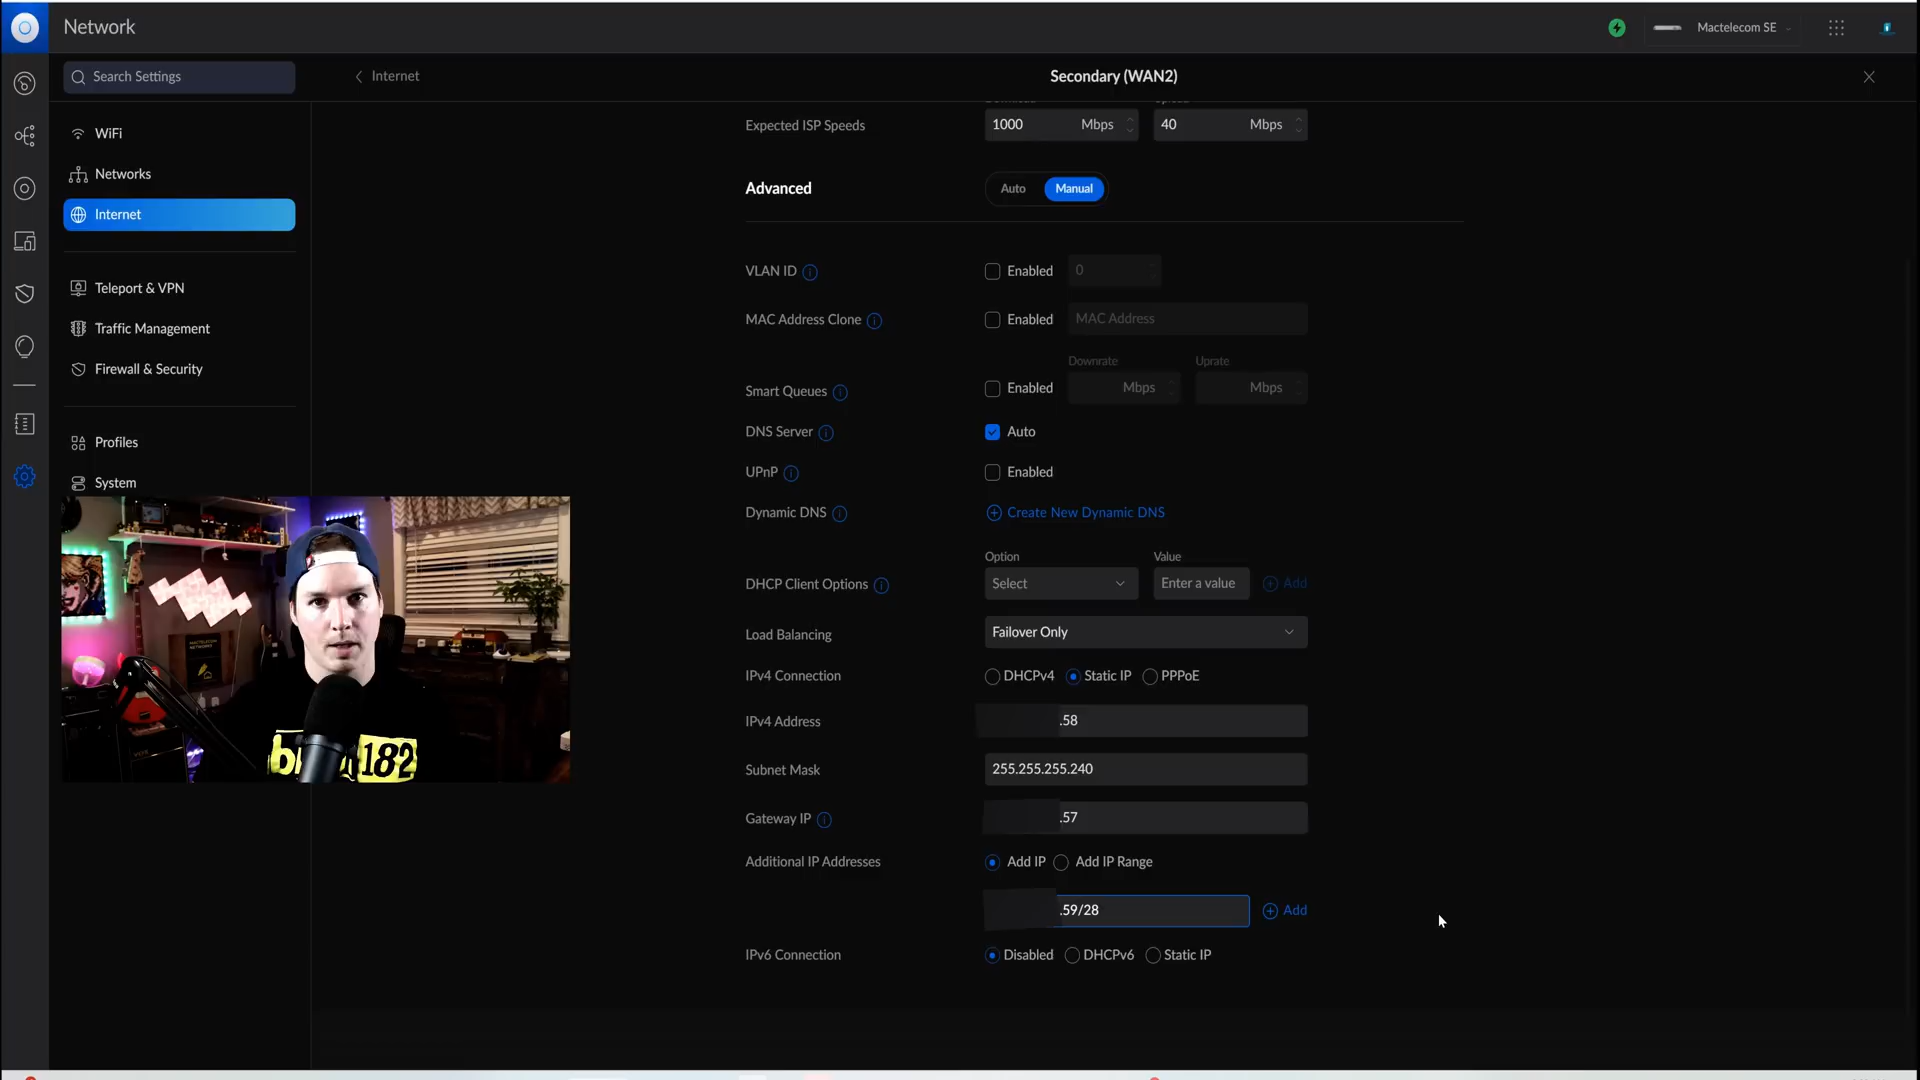 Network
Mactelecom SE
Search Settings
Internet
Secondary (WAN2)
WiFi
Networks
Internet
Teleport & VPN
Traffic Management
Firewall & Security
Profiles
System
Expected ISP Speeds
1000 Mbps
40 Mbps
Advanced
Auto Manual
VLAN ID
Enabled
0
MAC Address Clone
Enabled
MAC Address
Downrate Uprate
Smart Queues
Enabled
Mbps
Mbps
DNS Server
Auto
UPnP
Enabled
Dynamic DNS
Create New Dynamic DNS
Option Value
DHCP Client Options
Select
Enter a value
Add
Load Balancing
Failover Only
IPv4 Connection
DHCPv4 Static IP PPPoE
IPv4 Address
.58
Subnet Mask
255.255.255.240
Gateway IP
.57
Additional IP Addresses
Add IP Add IP Range
.59/28
Add
IPv6 Connection
Disabled DHCPv6 Static IP
182